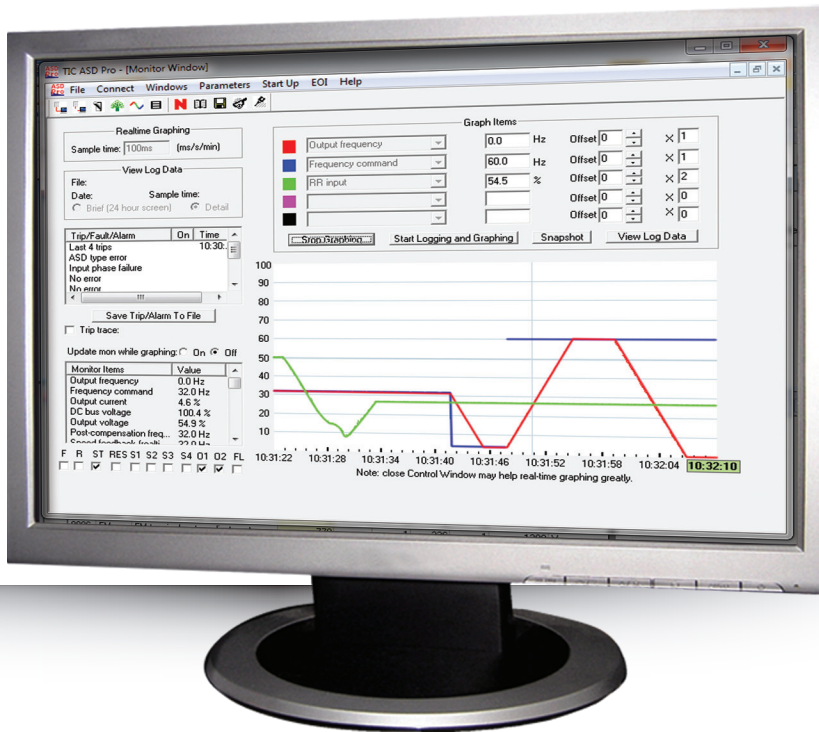 TIC ASD Pro - [Monitor Window]
File Connect Windows Parameters Start Up EOI Help
Realtime Graphing
Sample time: 100ms (ms/s/min)
View Log Data
File:
Date: Sample time:
Brief (24 hour screen) Detail
Trip/Fault/Alarm On Time
Last 4 trips 10:30:
ASD type error
Input phase failure
No error
No error
Save Trip/Alarm To File
Trip trace:
Update mon while graphing: On Off
Monitor Items Value
Output frequency 0.0 Hz
Frequency command 32.0 Hz
Output current 4.6 %
DC bus voltage 100.4 %
Output voltage 54.9 %
Post-compensation freq... 32.0 Hz
F R ST RES S1 S2 S3 S4 O1 O2 FL
Graph Items
Output frequency 0.0 Hz Offset 0 X 1
Frequency command 60.0 Hz Offset 0 X 1
RR input 54.5 % Offset 0 X 2
Offset 0 X 0
Offset 0 X 0
Stop Graphing Start Logging and Graphing Snapshot View Log Data
100
90
80
70
60
50
40
30
20
10
10:31:22 10:31:28 10:31:34 10:31:40 10:31:46 10:31:52 10:31:58 10:32:04 10:32:10
Note: close Control Window may help real-time graphing greatly.